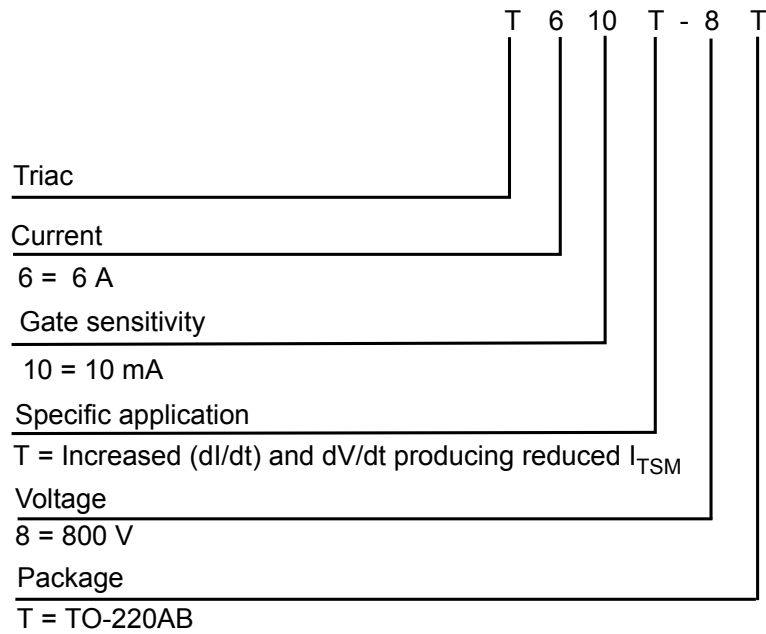 T 6 10 T - 8 T
Triac
Current
6 = 6 A
Gate sensitivity
10 = 10 mA
Specific application
T = Increased (dI/dt) and dV/dt producing reduced ITSM
Voltage
8 = 800 V
Package
T = TO-220AB